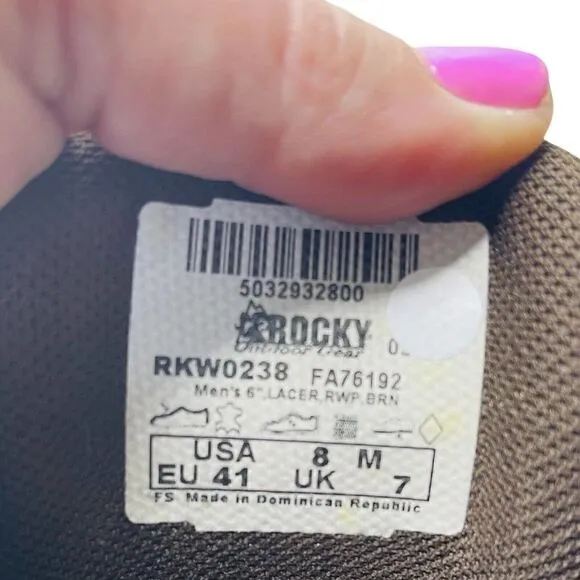 5032932800
ROCKY
Outdoor Gear
RKW0238 FA76192
Men's 6".LACER.RWP.BRN
USA 8 M
EU 41 UK 7
FS Made in Dominican Republic